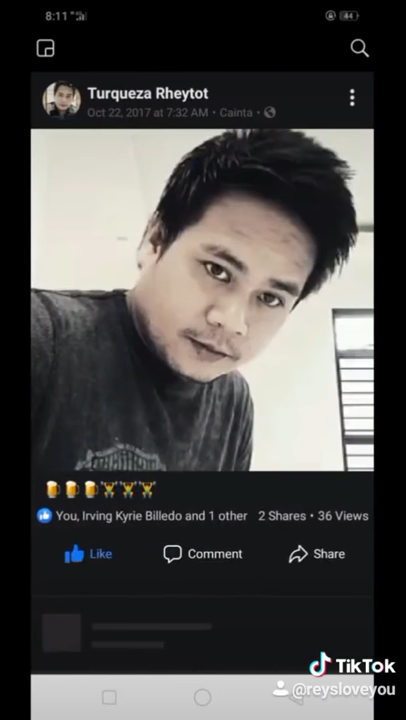 8:11
44
Turqueza Rheytot
Oct 22, 2017 at 7:32 AM • Cainta •
🍺🍺🍺🏋️🏋️🏋️
You, Irving Kyrie Billedo and 1 other 2 Shares • 36 Views
Like Comment Share
TikTok
@reysloveyou